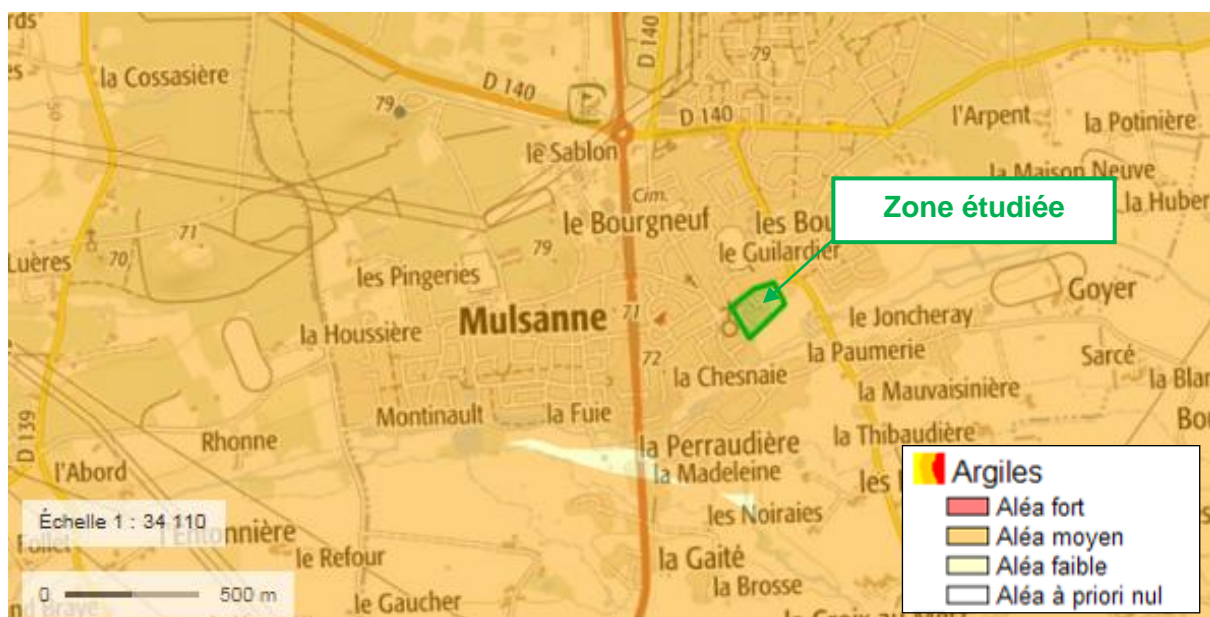 rds
79
la Cossasière
D 140
D 140
79
D 140
l'Arpent
la Potinière
le Sablon
la Maison Neuve
Cim.
Zone étudiée
la Huber
le Bourgneuf
les Bou
71
le Guilardier
79
Luères
70
les Pingeries
Goyer
Mulsanne
71
le Joncheray
la Houssière
la Paumerie
Sarcé
72
la Chesnaie
la Blan
la Mauvaisinière
Montinault
la Fuie
Bou
D 139
Rhonne
la Perraudière
la Thibaudière
l'Abord
la Madeleine
les
Argiles
Échelle 1 : 34 110
les Noiraies
Aléa fort
l'Entonnière
Aléa moyen
le Refour
la Gaité
Aléa faible
0 500 m
la Brosse
Aléa à priori nul
le Gaucher